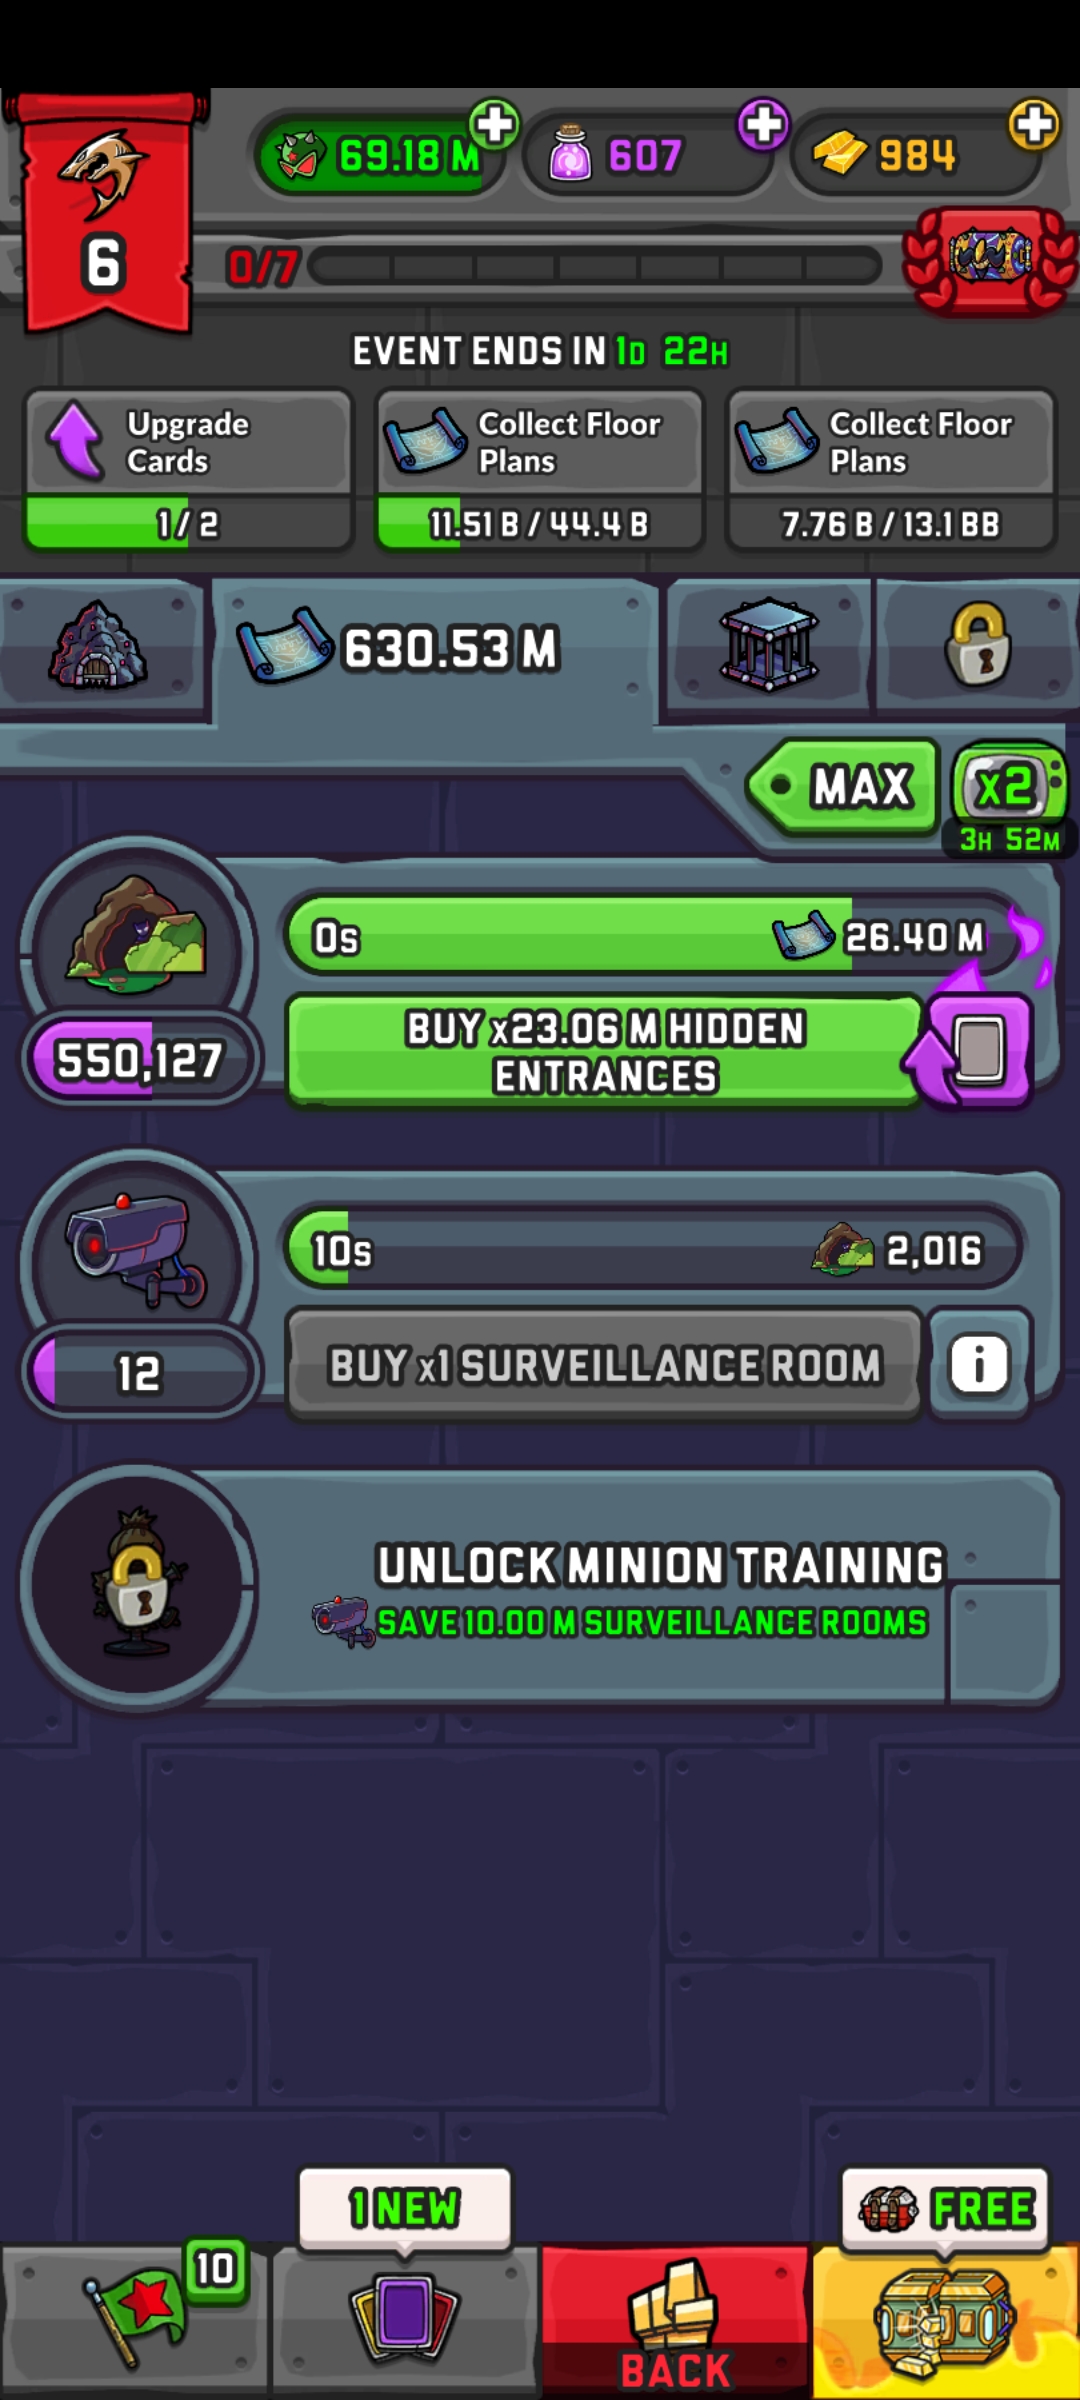 69.18 M
607
984
6
0/7
EVENT ENDS IN 1D 22H
Upgrade
Cards
1 / 2
Collect Floor
Plans
11.51 B / 44.4 B
Collect Floor
Plans
7.76 B / 13.1 BB
630.53 M
MAX
x2
3H 52M
0s
26.40 M
550,127
BUY x23.06 M HIDDEN
ENTRANCES
10s
2,016
12
BUY x1 SURVEILLANCE ROOM
i
UNLOCK MINION TRAINING
SAVE 10.00 M SURVEILLANCE ROOMS
1 NEW
FREE
10
BACK